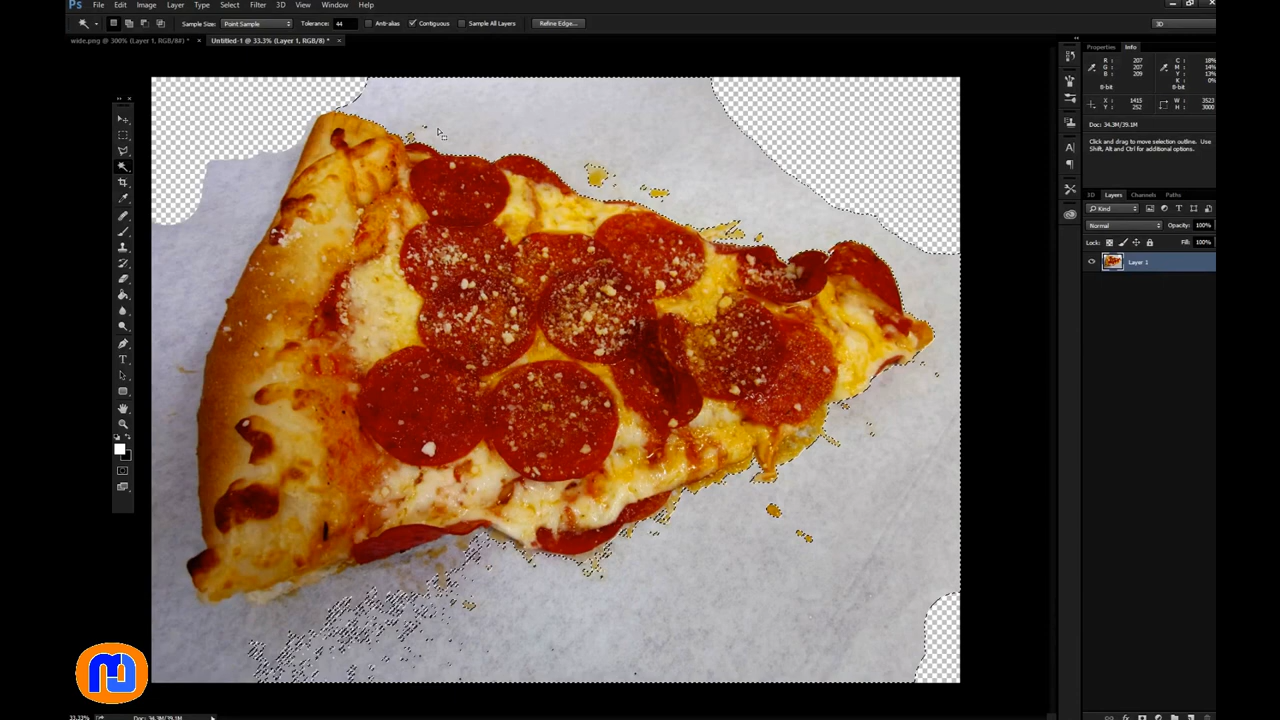 Ps File Edit Image Layer Type Select Filter 3D View Window Help
Sample Size: Point Sample Tolerance: 44 Anti-alias Contiguous Sample All Layers Refine Edge... 3D
wide.png @ 300% (Layer 1, RGB/8#) * × Untitled-1 @ 33.3% (Layer 1, RGB/8) * ×
Properties Info
R: 207 C: 18%
G: 207 M: 14%
B: 209 Y: 13%
K: 0%
8-bit 8-bit
X: 1415 W: 3523
Y: 252 H: 3000
Doc: 34.3M/39.1M
Click and drag to move selection outline. Use
Shift, Alt and Ctrl for additional options.
3D Layers Channels Paths
Kind
Normal Opacity: 100%
Lock: Fill: 100%
Layer 1
33.33% Doc: 34.3M/39.1M